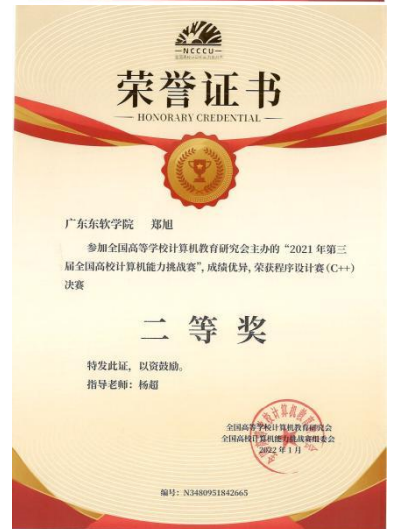 NCCCU
荣誉证书
HONORARY CREDENTIAL
广东东软学院 郑旭
参加全国高等学校计算机教育研究会主办的“2021年第三
届全国高校计算机能力挑战赛”,成绩优异,荣获程序设计赛(C++)
决赛
二等奖
特发此证,以资鼓励。
指导老师:杨超
全国高等学校计算机教育研究会
全国高校计算机能力挑战赛组委会
2022年1月
编号:N3480951842665